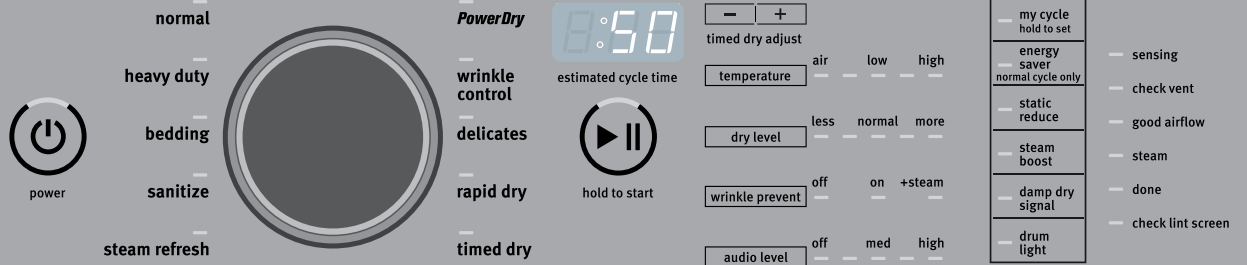 normal
heavy duty
bedding
sanitize
steam refresh
power
PowerDry
wrinkle
control
delicates
rapid dry
timed dry
:50
estimated cycle time
hold to start
− +
timed dry adjust
temperature
air low high
dry level
less normal more
wrinkle prevent
off on +steam
audio level
off med high
my cycle
hold to set
energy
saver
normal cycle only
static
reduce
steam
boost
damp dry
signal
drum
light
sensing
check vent
good airflow
steam
done
check lint screen